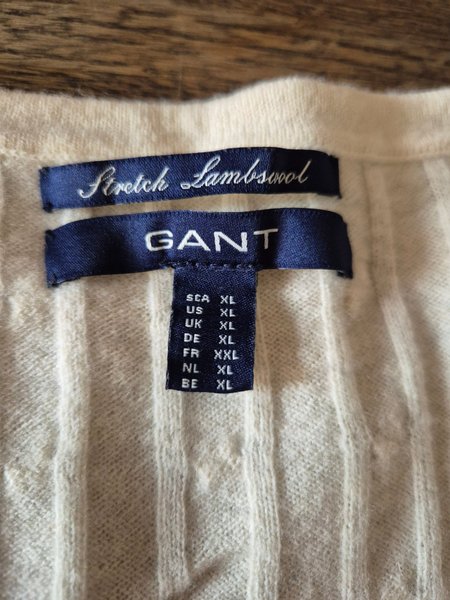 Stretch Lambswool
GANT
SCA XL
US XL
UK XL
DE XL
FR XXL
NL XL
BE XL